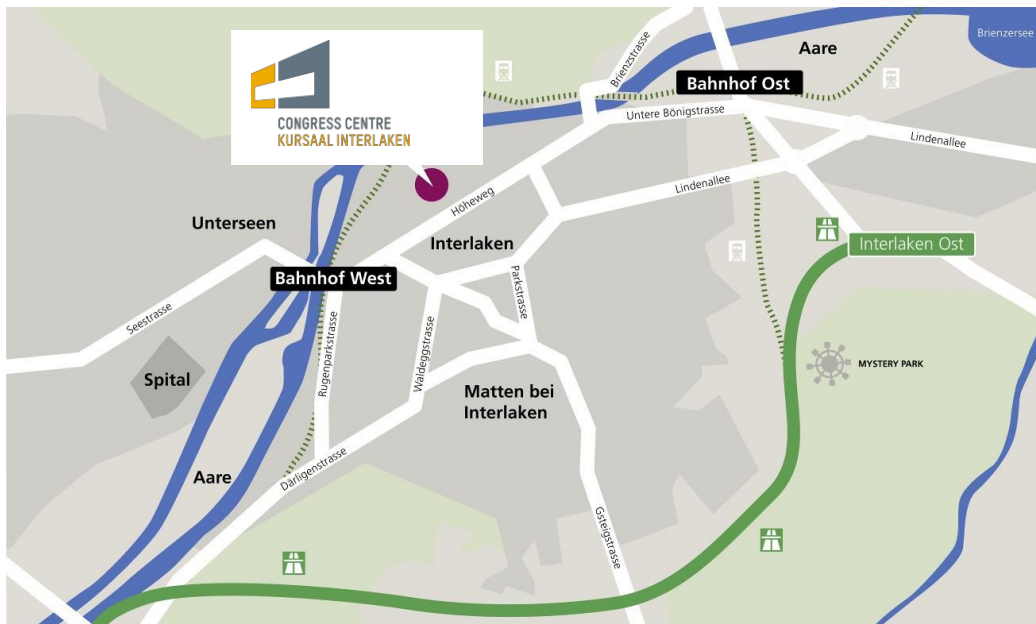 Brienzersee
Aare
Brienzstrasse
Bahnhof Ost
CONGRESS CENTRE
KURSAAL INTERLAKEN
Untere Bönigstrasse
Lindenallee
Lindenallee
Höheweg
Unterseen
Interlaken
Interlaken Ost
Bahnhof West
Parkstrasse
Seestrasse
Rugenparkstrasse
Waldeggstrasse
MYSTERY PARK
Spital
Matten bei
Interlaken
Aare
Därligenstrasse
Gsteigstrasse